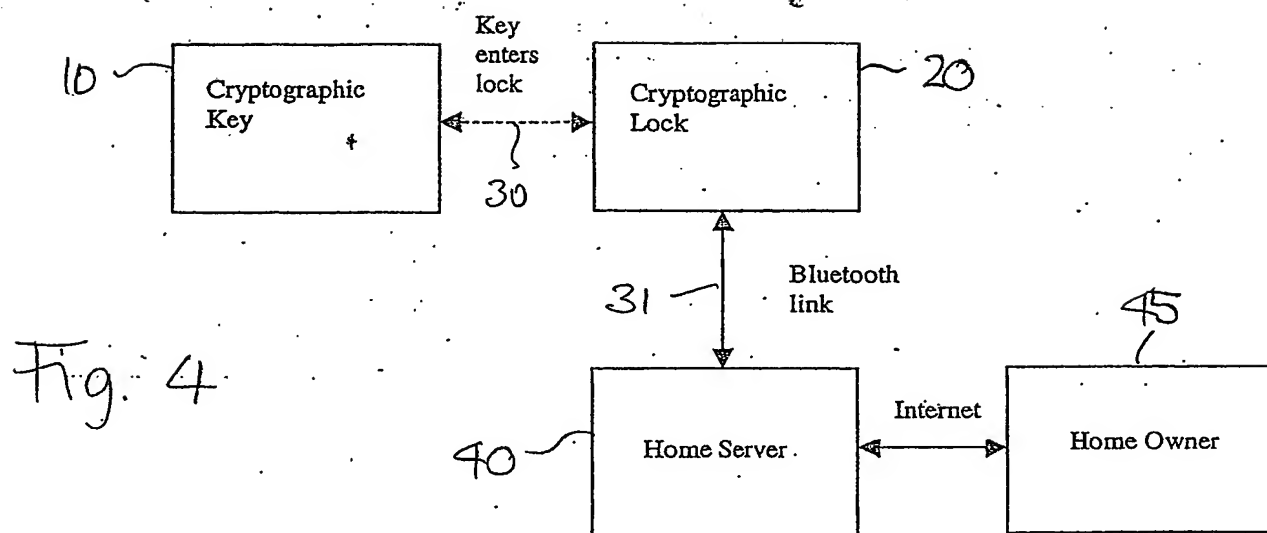 10
Cryptographic
Key
Key
enters
lock
30
Cryptographic
Lock
20
31
Bluetooth
link
Fig. 4
40
Home Server
Internet
45
Home Owner